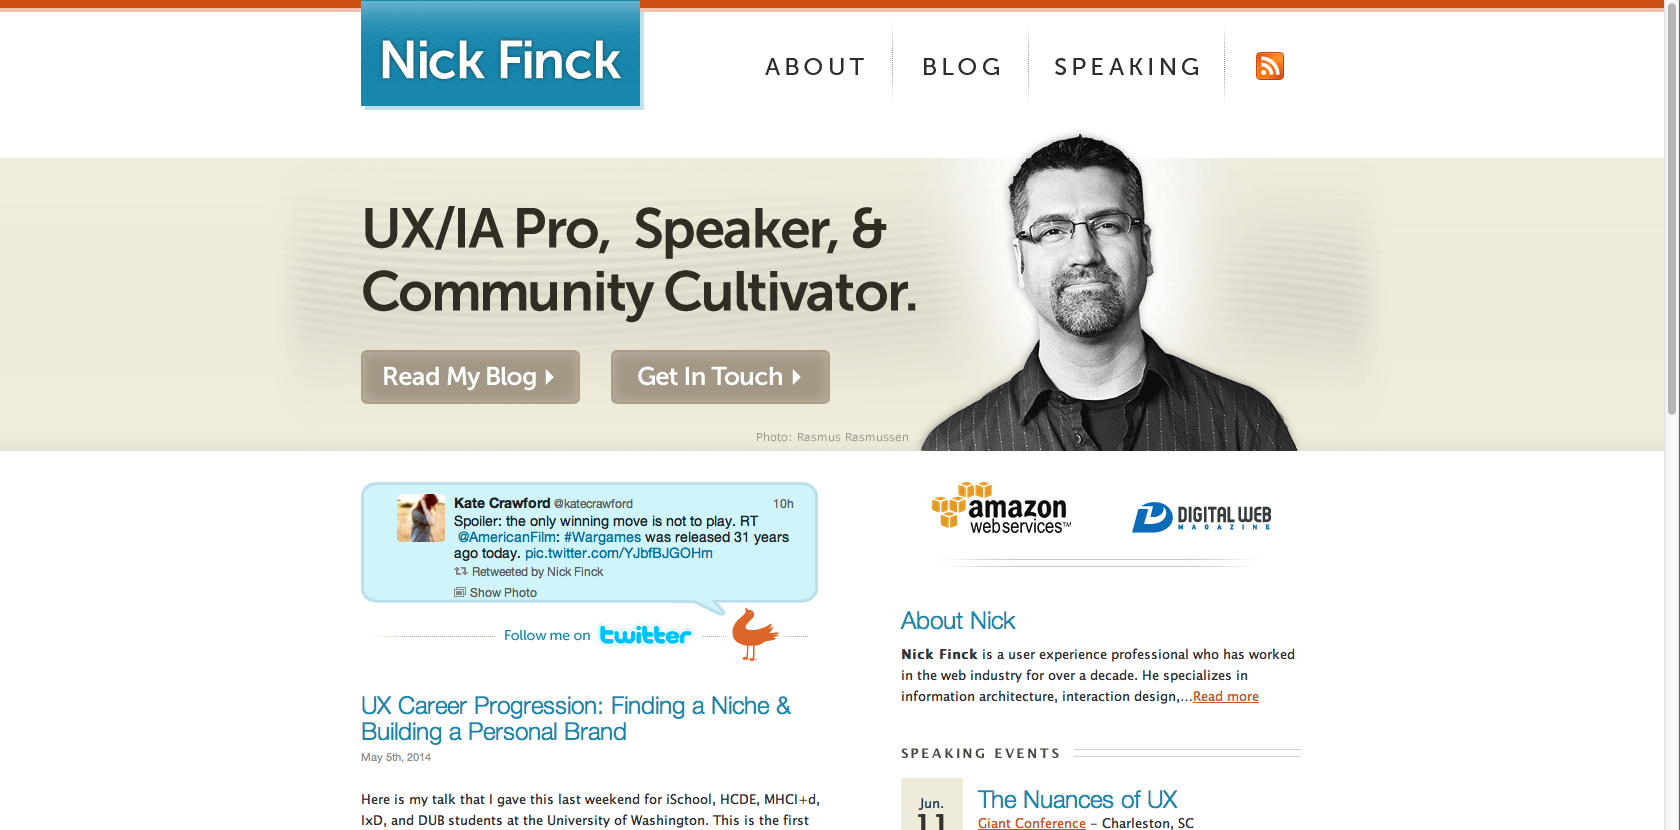 Nick Finck
ABOUT
BLOG
SPEAKING
UX/IA Pro, Speaker, &
Community Cultivator.
Read My Blog
Get In Touch
Photo: Rasmus Rasmussen
Kate Crawford @katecrawford 10h
Spoiler: the only winning move is not to play. RT
@AmericanFilm: #Wargames was released 31 years
ago today. pic.twitter.com/YJbfBJGOHm
Retweeted by Nick Finck
Show Photo
Follow me on twitter
UX Career Progression: Finding a Niche &
Building a Personal Brand
May 5th, 2014
Here is my talk that I gave this last weekend for iSchool, HCDE, MHCI+d,
IxD, and DUB students at the University of Washington. This is the first
amazon
webservices™
DIGITAL WEB
MAGAZINE
About Nick
Nick Finck is a user experience professional who has worked
in the web industry for over a decade. He specializes in
information architecture, interaction design,...Read more
SPEAKING EVENTS
Jun.
11
The Nuances of UX
Giant Conference – Charleston, SC